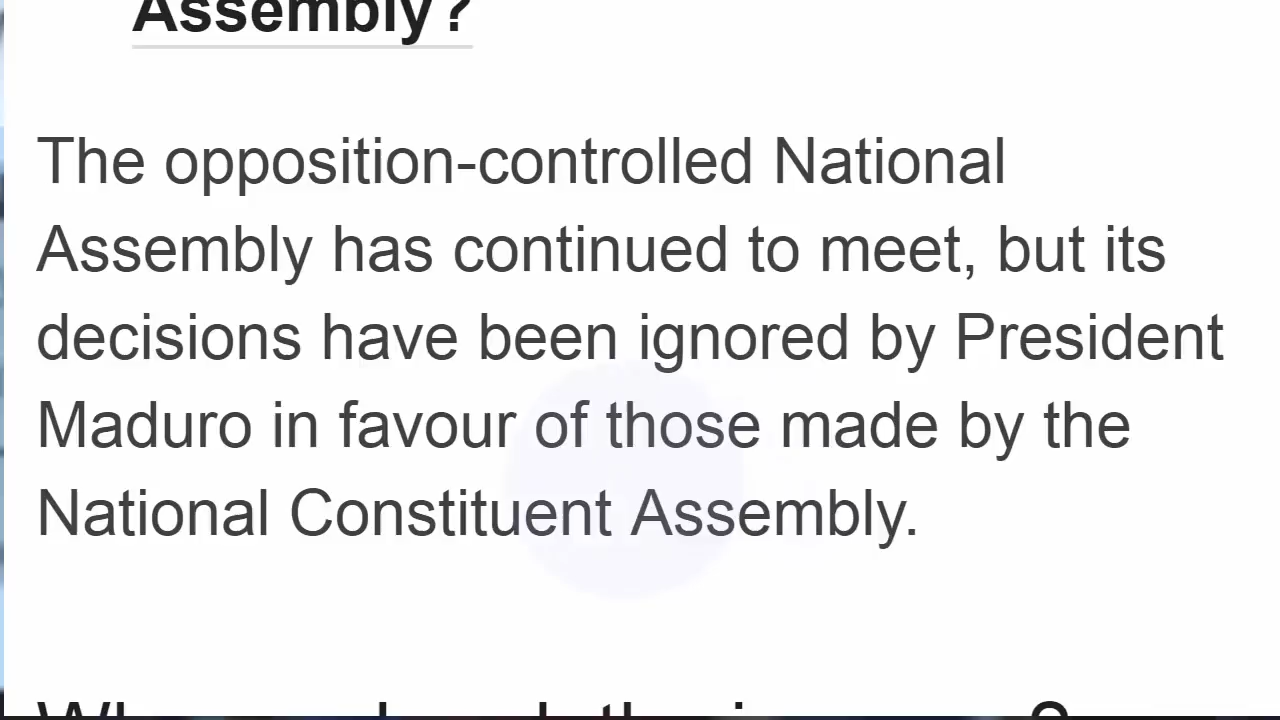 Assembly?
The opposition-controlled National
Assembly has continued to meet, but its
decisions have been ignored by President
Maduro in favour of those made by the
National Constituent Assembly.